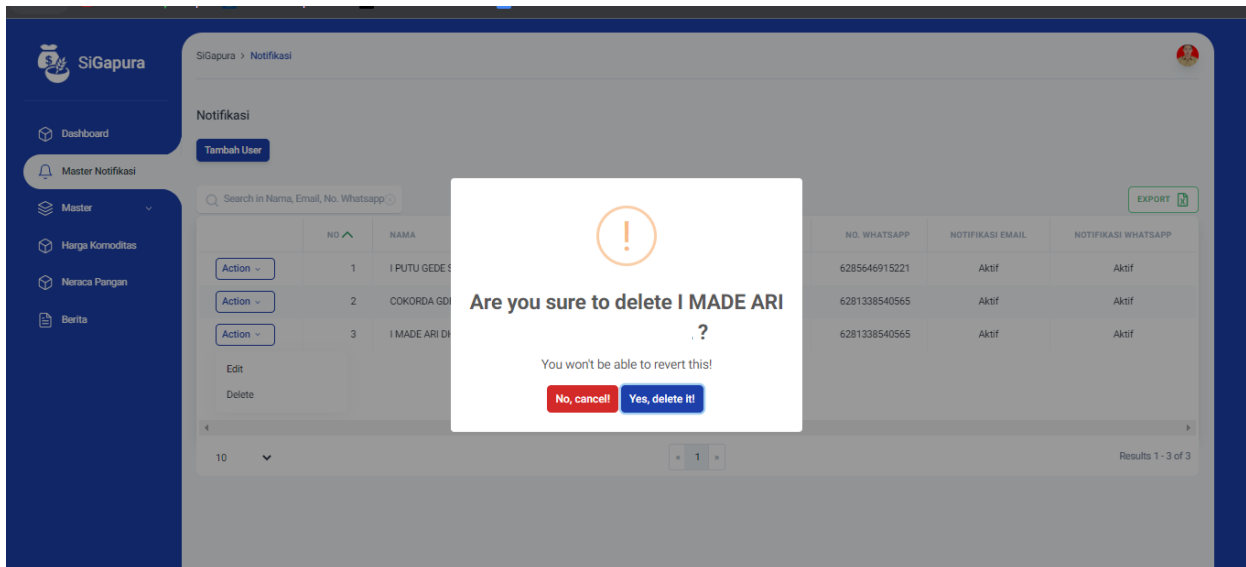 SiGapura
SiGapura > Notifikasi
Dashboard
Master Notifikasi
Master
Harga Komoditas
Neraca Pangan
Berita
Notifikasi
Tambah User
Search in Nama, Email, No. Whatsapp
EXPORT
NO NAMA NO. WHATSAPP NOTIFIKASI EMAIL NOTIFIKASI WHATSAPP
Action 1 I PUTU GEDE 6285646915221 Aktif Aktif
Action 2 COKORDA 6281338540565 Aktif Aktif
Action 3 I MADE ARI 6281338540565 Aktif Aktif
Edit
Delete
!
Are you sure to delete I MADE ARI
?
You won't be able to revert this!
No, cancel! Yes, delete it!
10 « 1 » Results 1 - 3 of 3